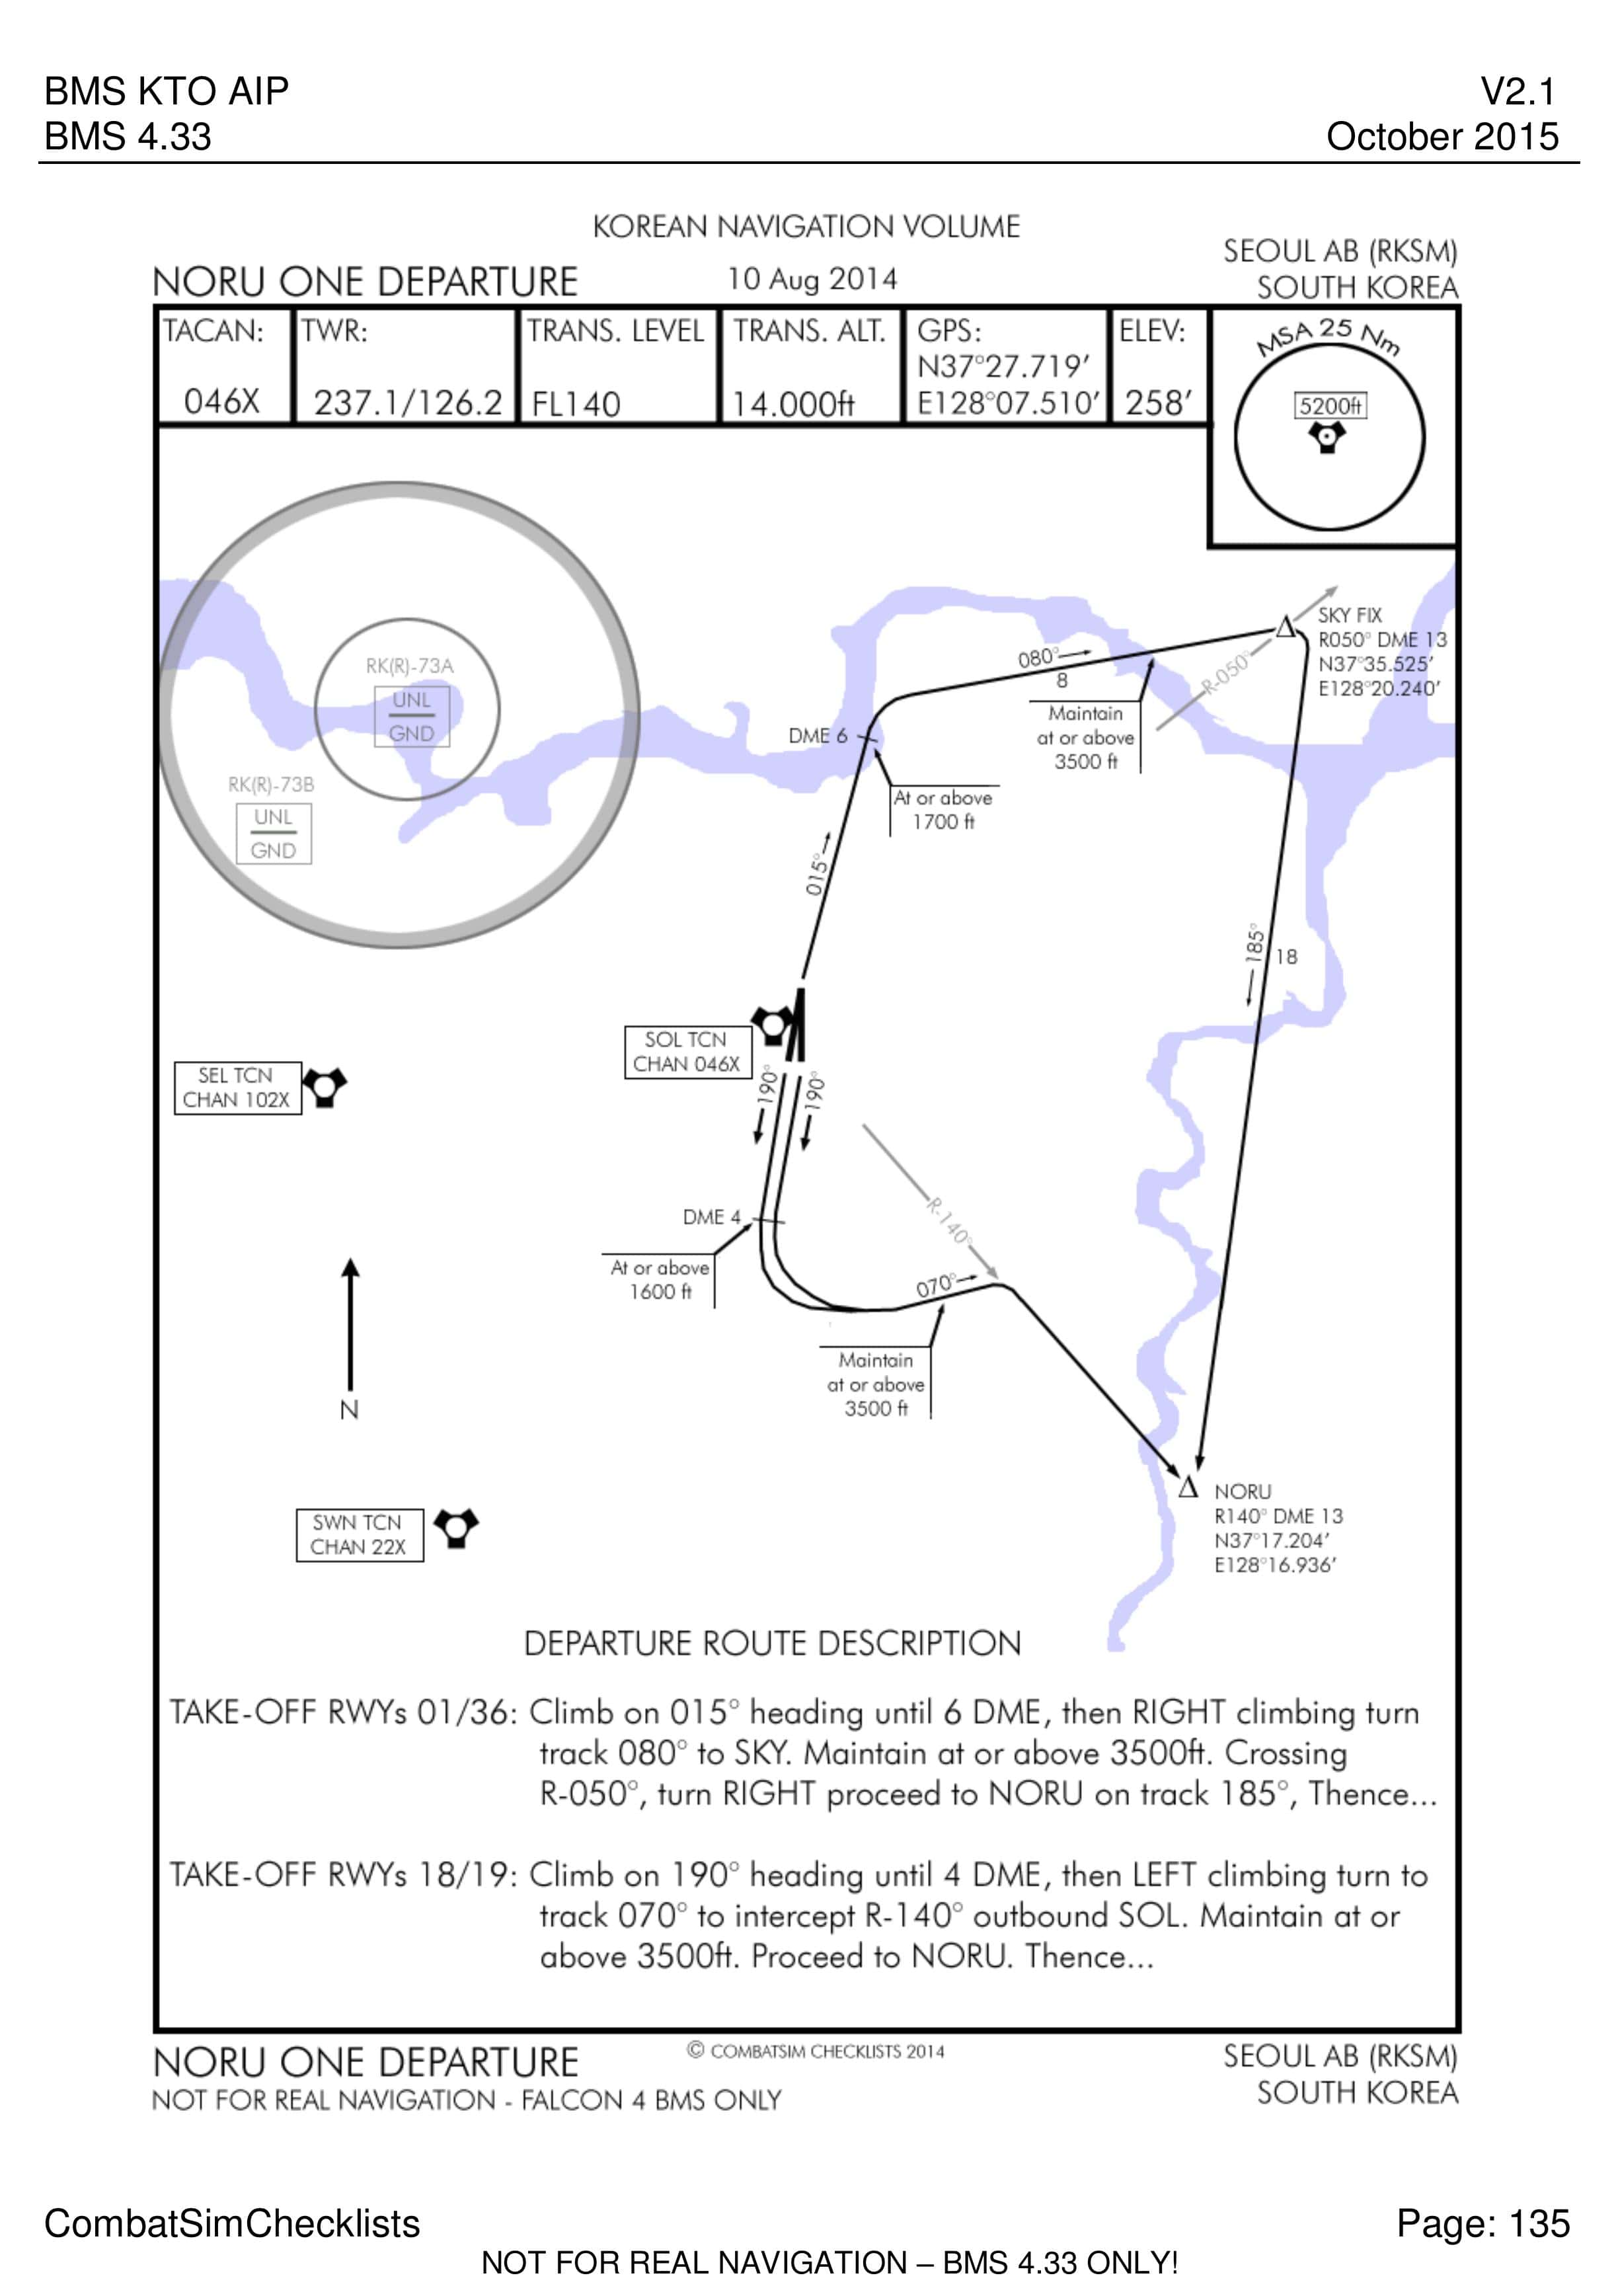 BMS KTO AIP
V2.1
BMS 4.33
October 2015
KOREAN NAVIGATION VOLUME
NORU ONE DEPARTURE
10 Aug 2014
SEOUL AB (RKSM)
SOUTH KOREA
TACAN:
046X
TWR:
237.1/126.2
TRANS. LEVEL
FL140
TRANS. ALT.
14.000ft
GPS:
N37°27.719'
E128°07.510'
ELEV:
258'
MSA 25 Nm
5200ft
RK(R)-73A
UNL
GND
RK(R)-73B
UNL
GND
SKY FIX
R050° DME 13
N37°35.525'
E128°20.240'
R-050°
080°
8
Maintain
at or above
3500 ft
DME 6
At or above
1700 ft
015°
185°
18
SOL TCN
CHAN 046X
SEL TCN
CHAN 102X
190°
190°
R-140°
DME 4
At or above
1600 ft
070°
Maintain
at or above
3500 ft
N
NORU
R140° DME 13
N37°17.204'
E128°16.936'
SWN TCN
CHAN 22X
DEPARTURE ROUTE DESCRIPTION
TAKE-OFF RWYs 01/36: Climb on 015° heading until 6 DME, then RIGHT climbing turn
track 080° to SKY. Maintain at or above 3500ft. Crossing
R-050°, turn RIGHT proceed to NORU on track 185°, Thence...
TAKE-OFF RWYs 18/19: Climb on 190° heading until 4 DME, then LEFT climbing turn to
track 070° to intercept R-140° outbound SOL. Maintain at or
above 3500ft. Proceed to NORU. Thence...
NORU ONE DEPARTURE
© COMBATSIM CHECKLISTS 2014
SEOUL AB (RKSM)
NOT FOR REAL NAVIGATION - FALCON 4 BMS ONLY
SOUTH KOREA
CombatSimChecklists
Page: 135
NOT FOR REAL NAVIGATION – BMS 4.33 ONLY!